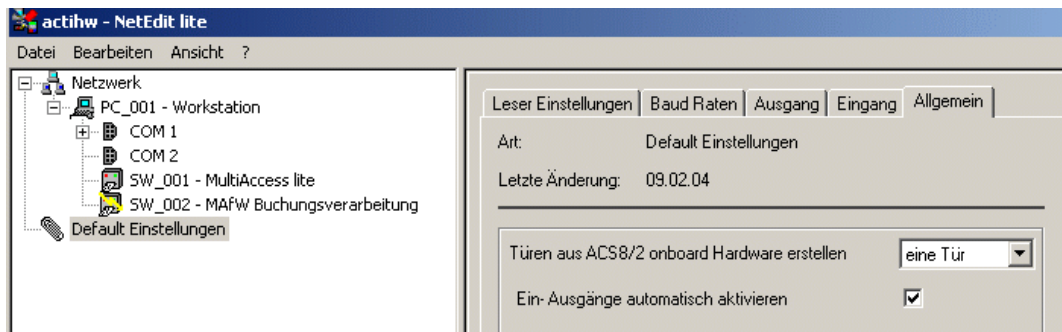 actihw - NetEdit lite
Datei Bearbeiten Ansicht ?
Netzwerk
PC_001 - Workstation
COM 1
COM 2
SW_001 - MultiAccess lite
SW_002 - MAfW Buchungsverarbeitung
Default Einstellungen
Leser Einstellungen Baud Raten Ausgang Eingang Allgemein
Art: Default Einstellungen
Letzte Änderung: 09.02.04
Türen aus ACS8/2 onboard Hardware erstellen eine Tür
Ein- Ausgänge automatisch aktivieren